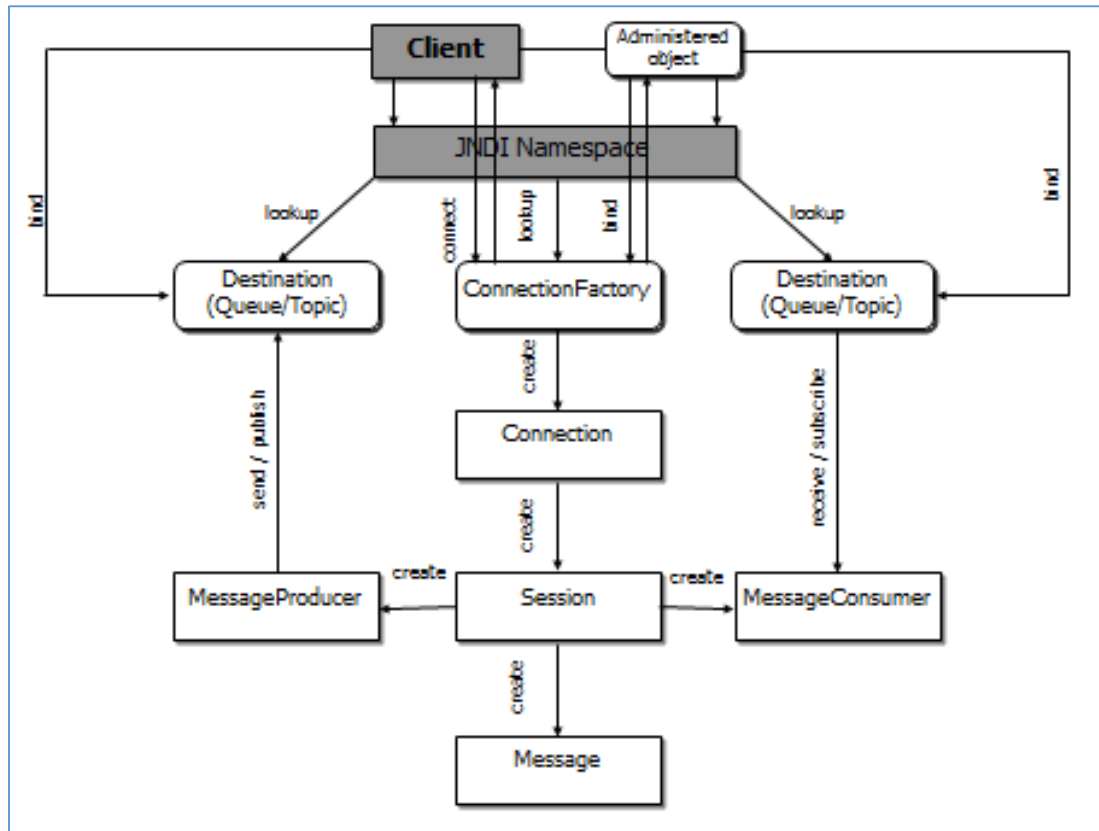 Client
Administered
object
JNDI Namespace
bind
lookup
connect
lookup
bind
lookup
bind
Destination
(Queue/Topic)
ConnectionFactory
Destination
(Queue/Topic)
create
send / publish
Connection
receive / subscribe
create
create
create
MessageProducer
Session
MessageConsumer
create
Message